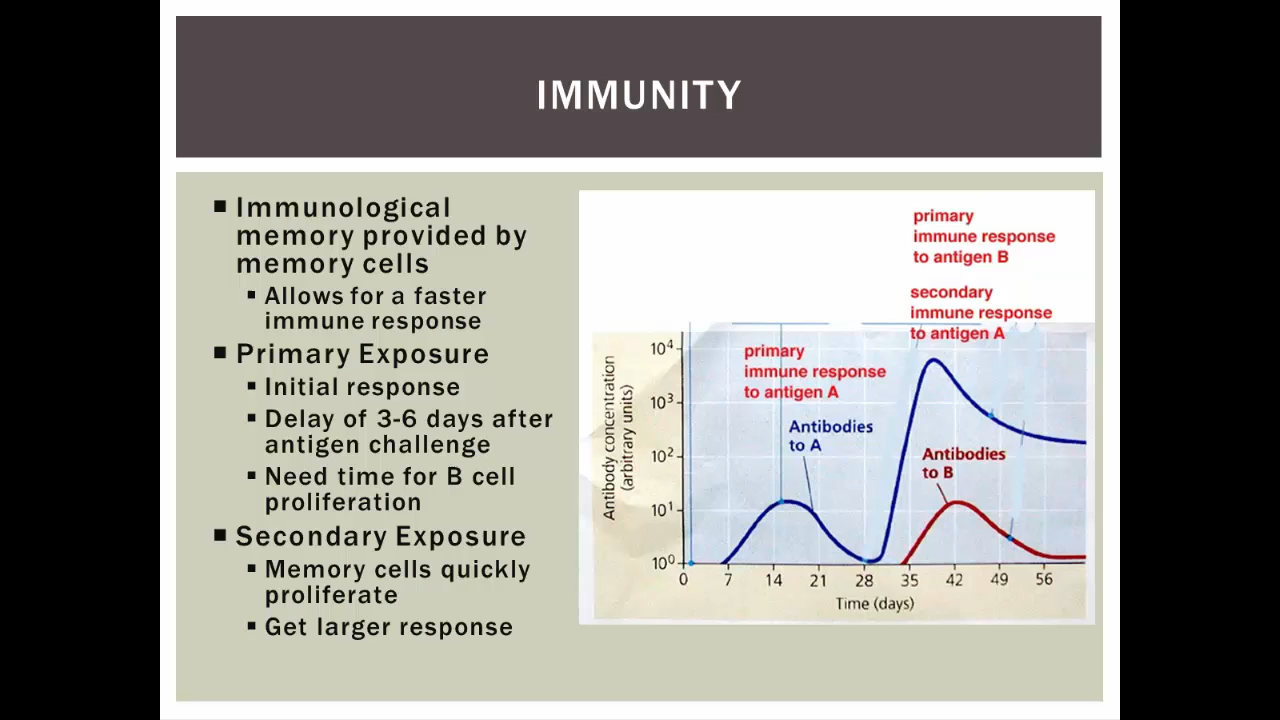 IMMUNITY
▪ Immunological
memory provided by
memory cells
▪ Allows for a faster
immune response
▪ Primary Exposure
▪ Initial response
▪ Delay of 3-6 days after
antigen challenge
▪ Need time for B cell
proliferation
▪ Secondary Exposure
▪ Memory cells quickly
proliferate
▪ Get larger response
primary
immune response
to antigen B
secondary
immune response
to antigen A
primary
immune response
to antigen A
Antibodies
to A
Antibodies
to B
Antibody concentration
(arbitrary units)
10⁴
10³
10²
10¹
10⁰
0 7 14 21 28 35 42 49 56
Time (days)